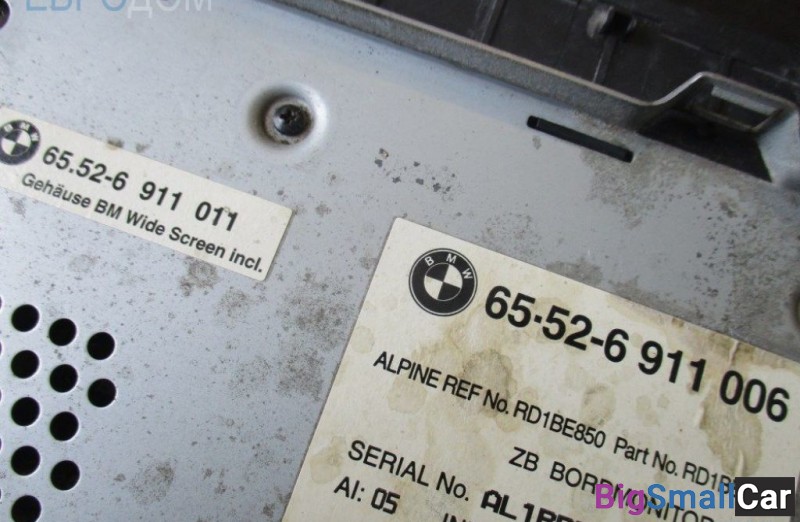 ЕВРОДОМ
BMW
65.52-6 911 011
Gehäuse BM Wide Screen incl.
BMW
65-52-6 911 006
ALPINE REF No. RD1BE850 Part No.
ZB BORDMONITOR
SERIAL No.
AI: 05
BigSmallCar